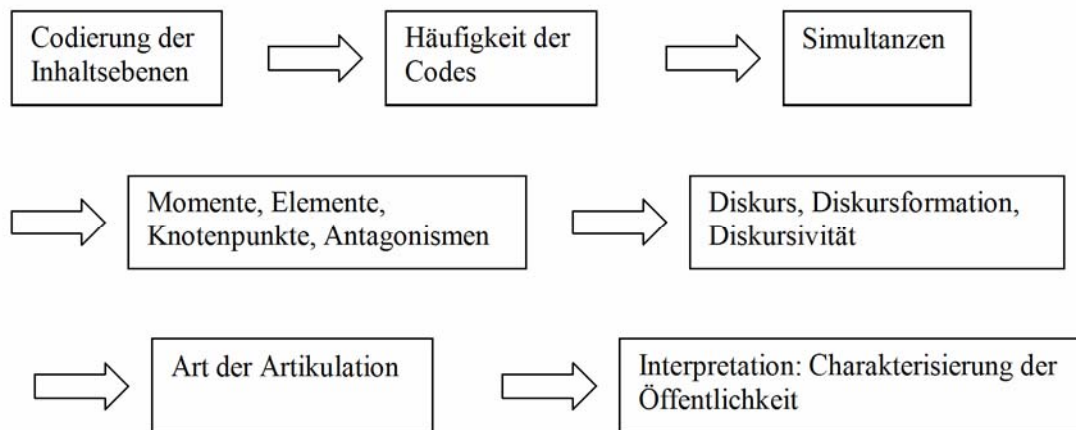 Codierung der
Inhaltsebenen
Häufigkeit der
Codes
Simultanzen
Momente, Elemente,
Knotenpunkte, Antagonismen
Diskurs, Diskursformation,
Diskursivität
Art der Artikulation
Interpretation: Charakterisierung der
Öffentlichkeit